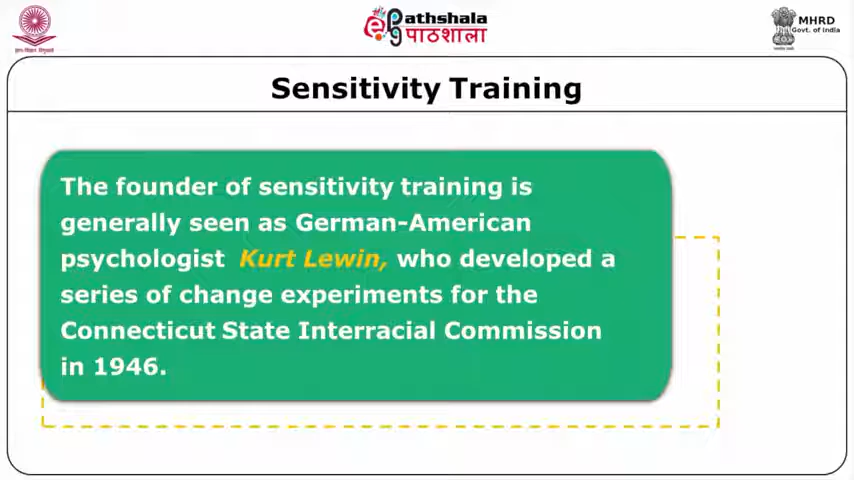 ePathshala
पाठशाला
MHRD
Govt. of India
Sensitivity Training
The founder of sensitivity training is
generally seen as German-American
psychologist Kurt Lewin, who developed a
series of change experiments for the
Connecticut State Interracial Commission
in 1946.